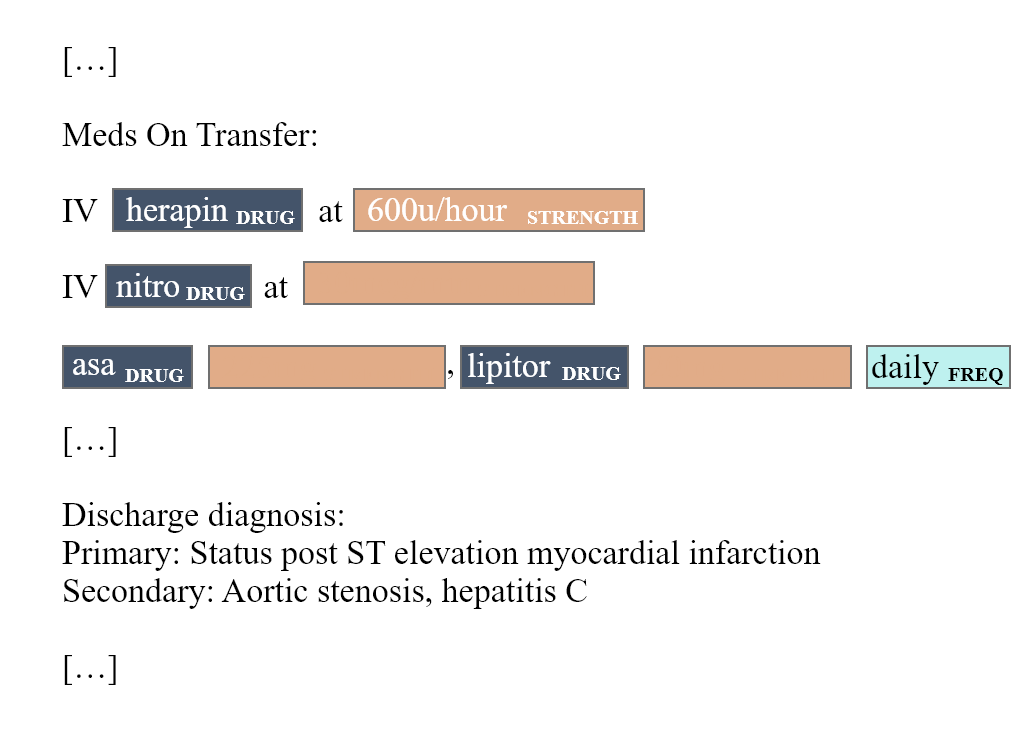 […]
Meds On Transfer:
IV herapin DRUG at 600u/hour STRENGTH
IV nitro DRUG at
asa DRUG , lipitor DRUG daily FREQ
[…]
Discharge diagnosis:
Primary: Status post ST elevation myocardial infarction
Secondary: Aortic stenosis, hepatitis C
[…]